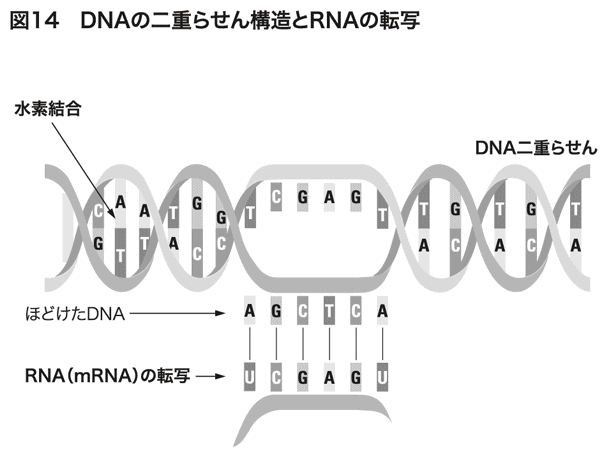 図14 DNAの二重らせん構造とRNAの転写
水素結合
DNA二重らせん
C A A T G G T C G A G T T G T G T
G T T A C C A C A C A
ほどけたDNA
A G C T C A
RNA(mRNA)の転写
U C G A G U